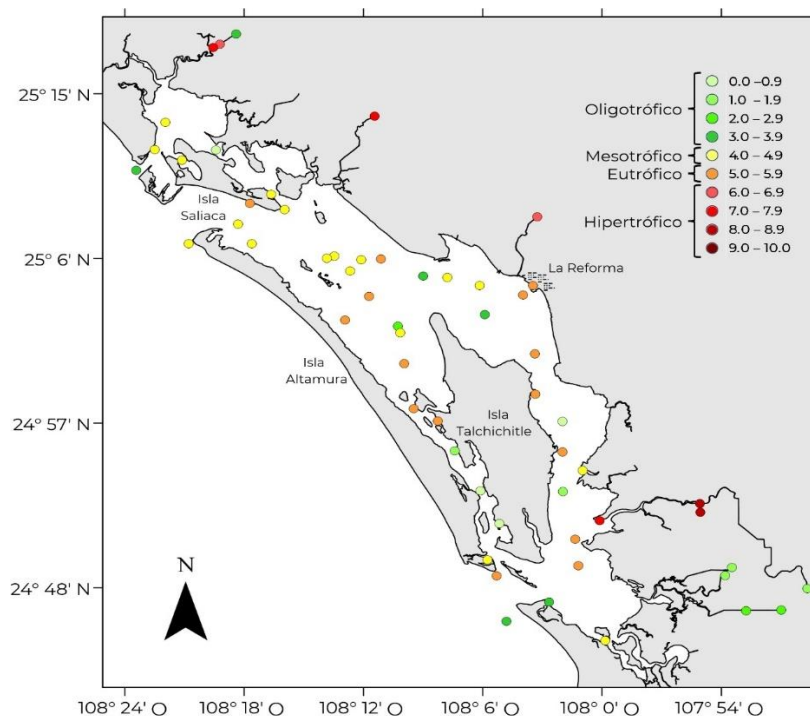 25° 15' N
25° 6' N
24° 57' N
24° 48' N
Oligotrófico
0.0 –0.9
1.0 – 1.9
2.0 – 2.9
3.0 – 3.9
Mesotrófico
4.0 – 4.9
Eutrófico
5.0 – 5.9
Hipertrófico
6.0 – 6.9
7.0 – 7.9
8.0 – 8.9
9.0 – 10.0
Isla
Saliaca
La Reforma
Isla
Altamura
Isla
Talchichitle
N
108° 24' O
108° 18' O
108° 12' O
108° 6' O
108° 0' O
107° 54' O